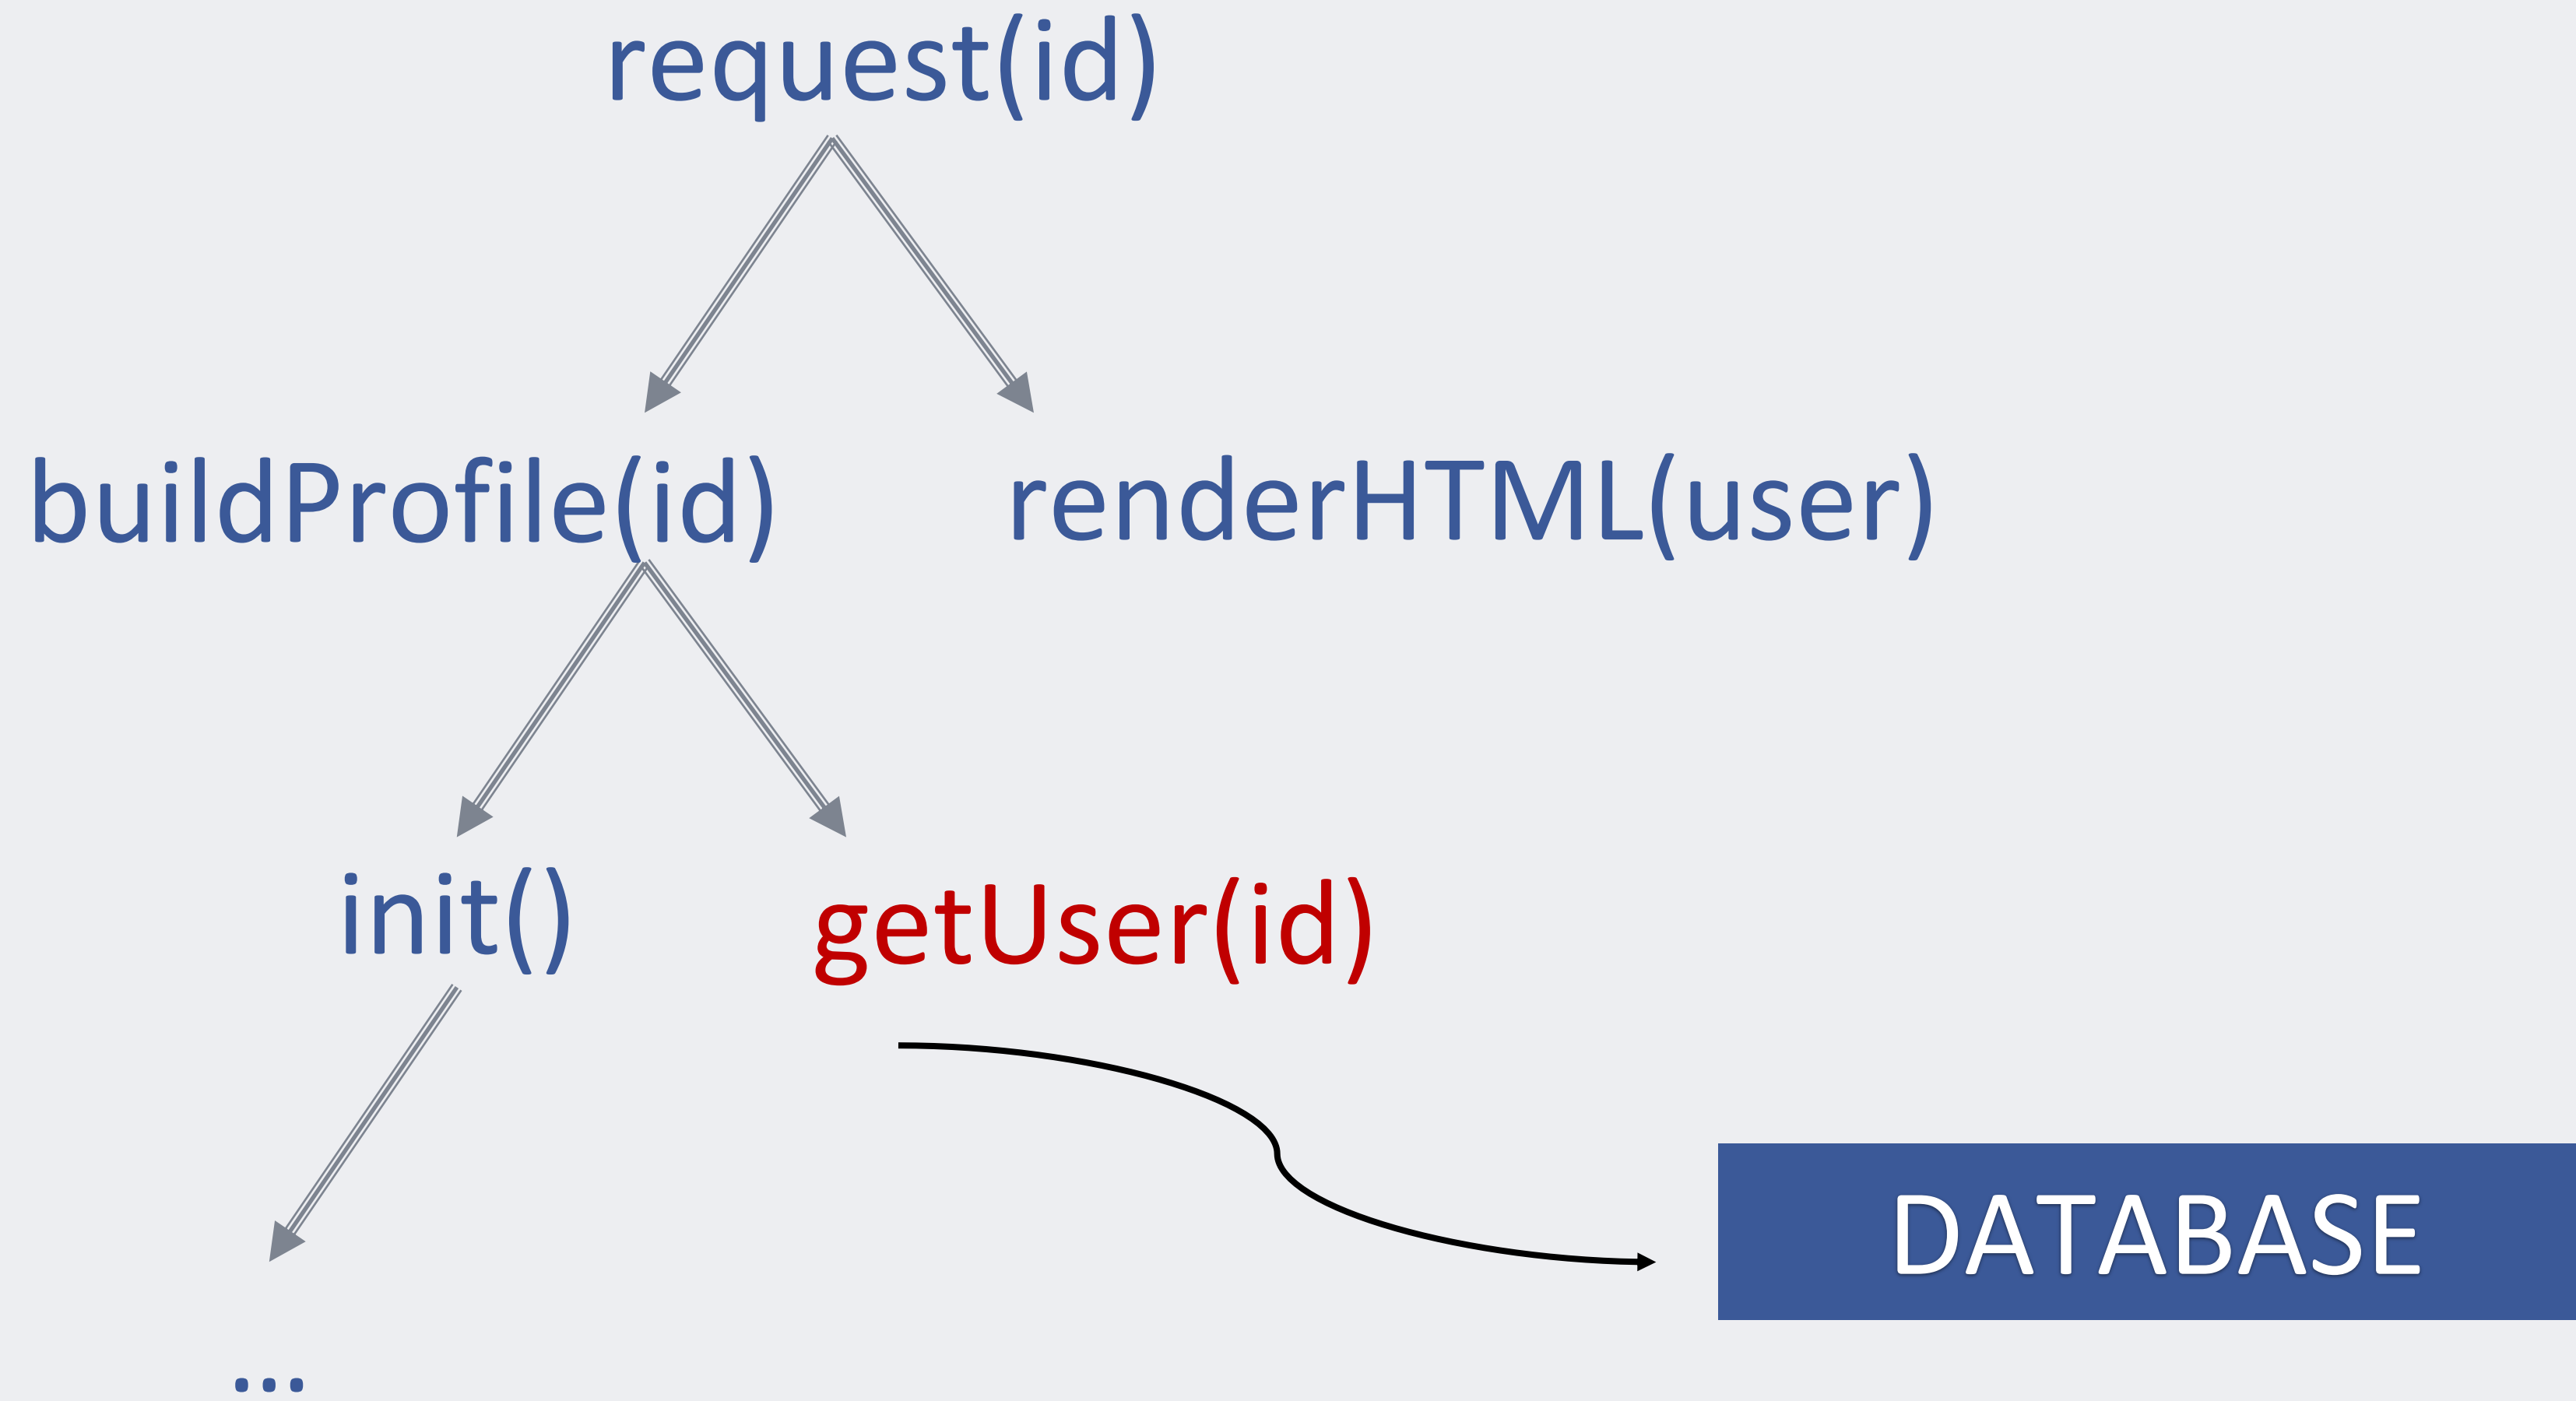 request(id)
buildProfile(id)
renderHTML(user)
init()
getUser(id)
DATABASE
...